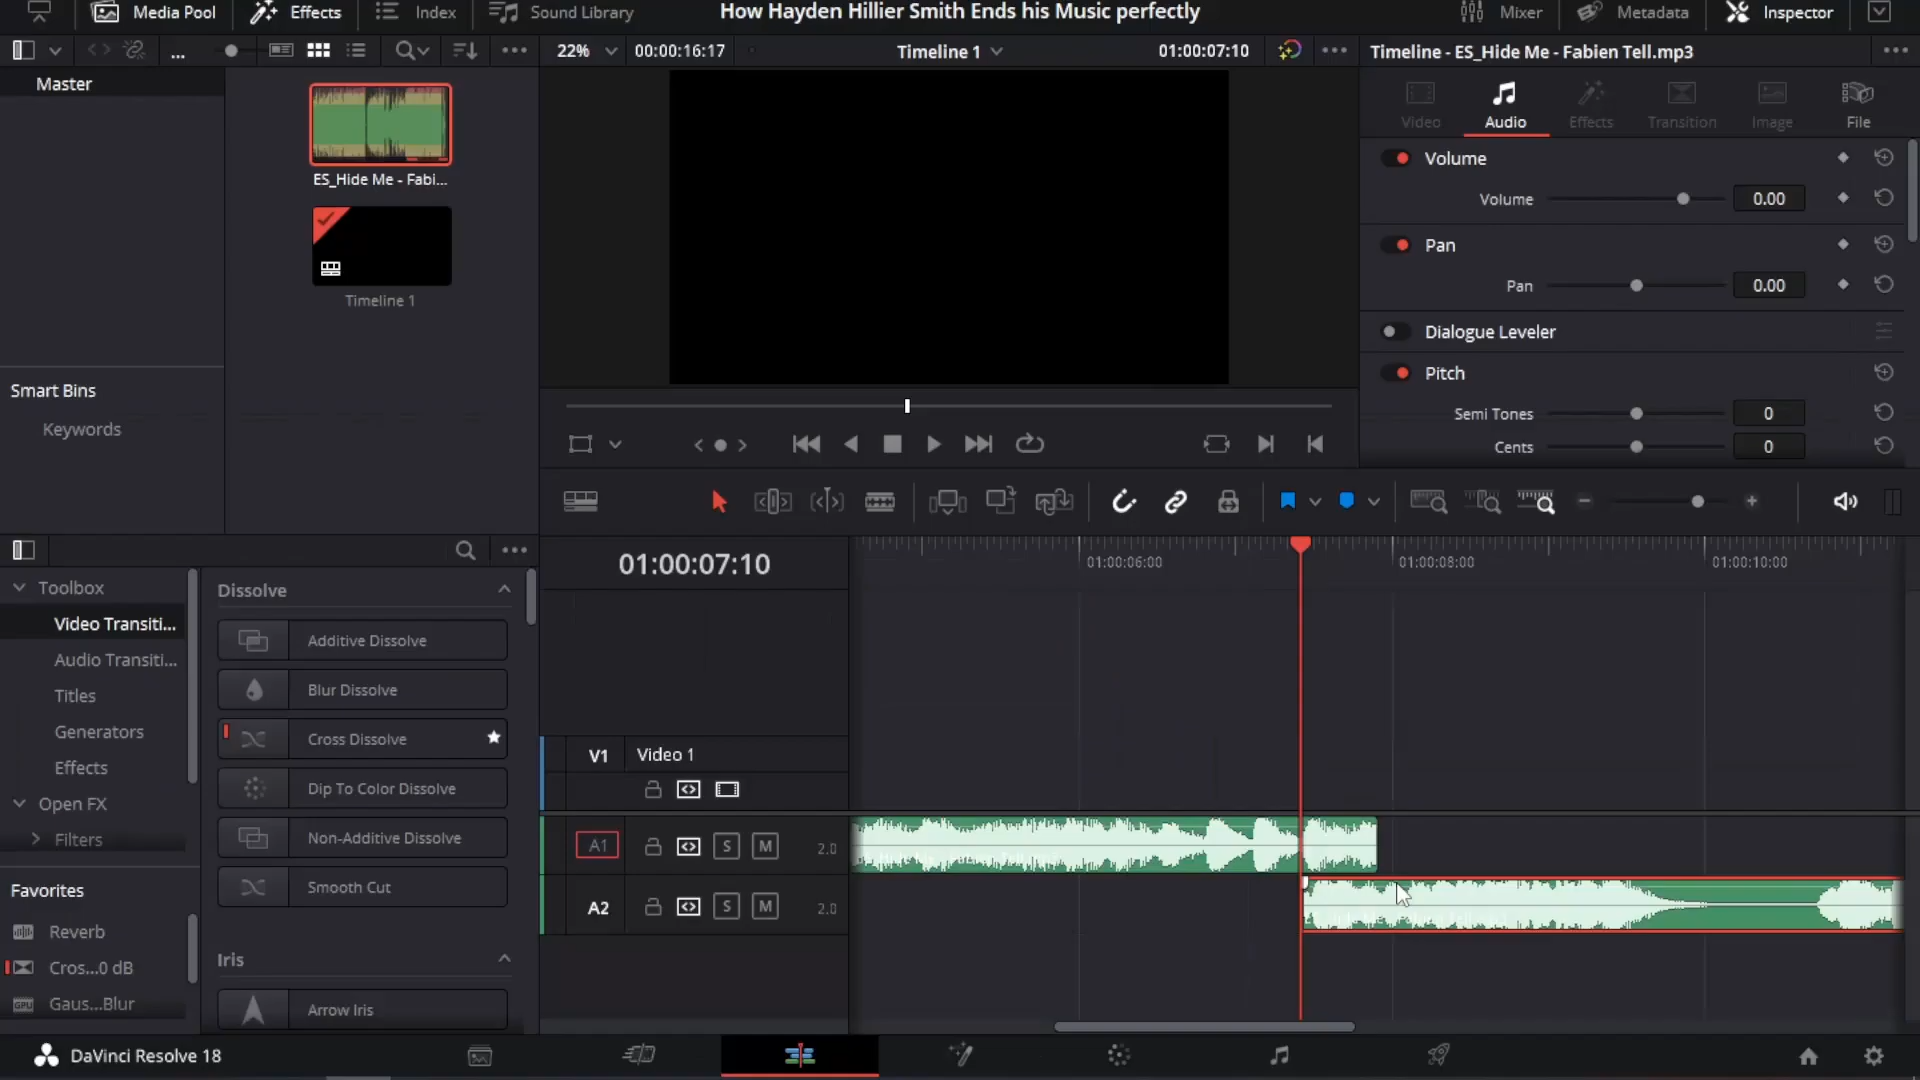 Media Pool
Effects
Index
Sound Library
How Hayden Hillier Smith Ends his Music perfectly
Mixer
Metadata
Inspector
...
22%
00:00:16:17
Timeline 1
01:00:07:10
Timeline - ES_Hide Me - Fabien Tell.mp3
Master
ES_Hide Me - Fabi...
Timeline 1
Smart Bins
Keywords
Video
Audio
Effects
Transition
Image
File
Volume
Volume 0.00
Pan
Pan 0.00
Dialogue Leveler
Pitch
Semi Tones 0
Cents 0
01:00:07:10
01:00:06:00
01:00:08:00
01:00:10:00
Toolbox
Video Transiti...
Audio Transiti...
Titles
Generators
Effects
Open FX
Filters
Favorites
Reverb
Cros...0 dB
Gaus...Blur
Dissolve
Additive Dissolve
Blur Dissolve
Cross Dissolve
Dip To Color Dissolve
Non-Additive Dissolve
Smooth Cut
Iris
Arrow Iris
V1 Video 1
A1 S M 2.0
A2 S M 2.0
DaVinci Resolve 18